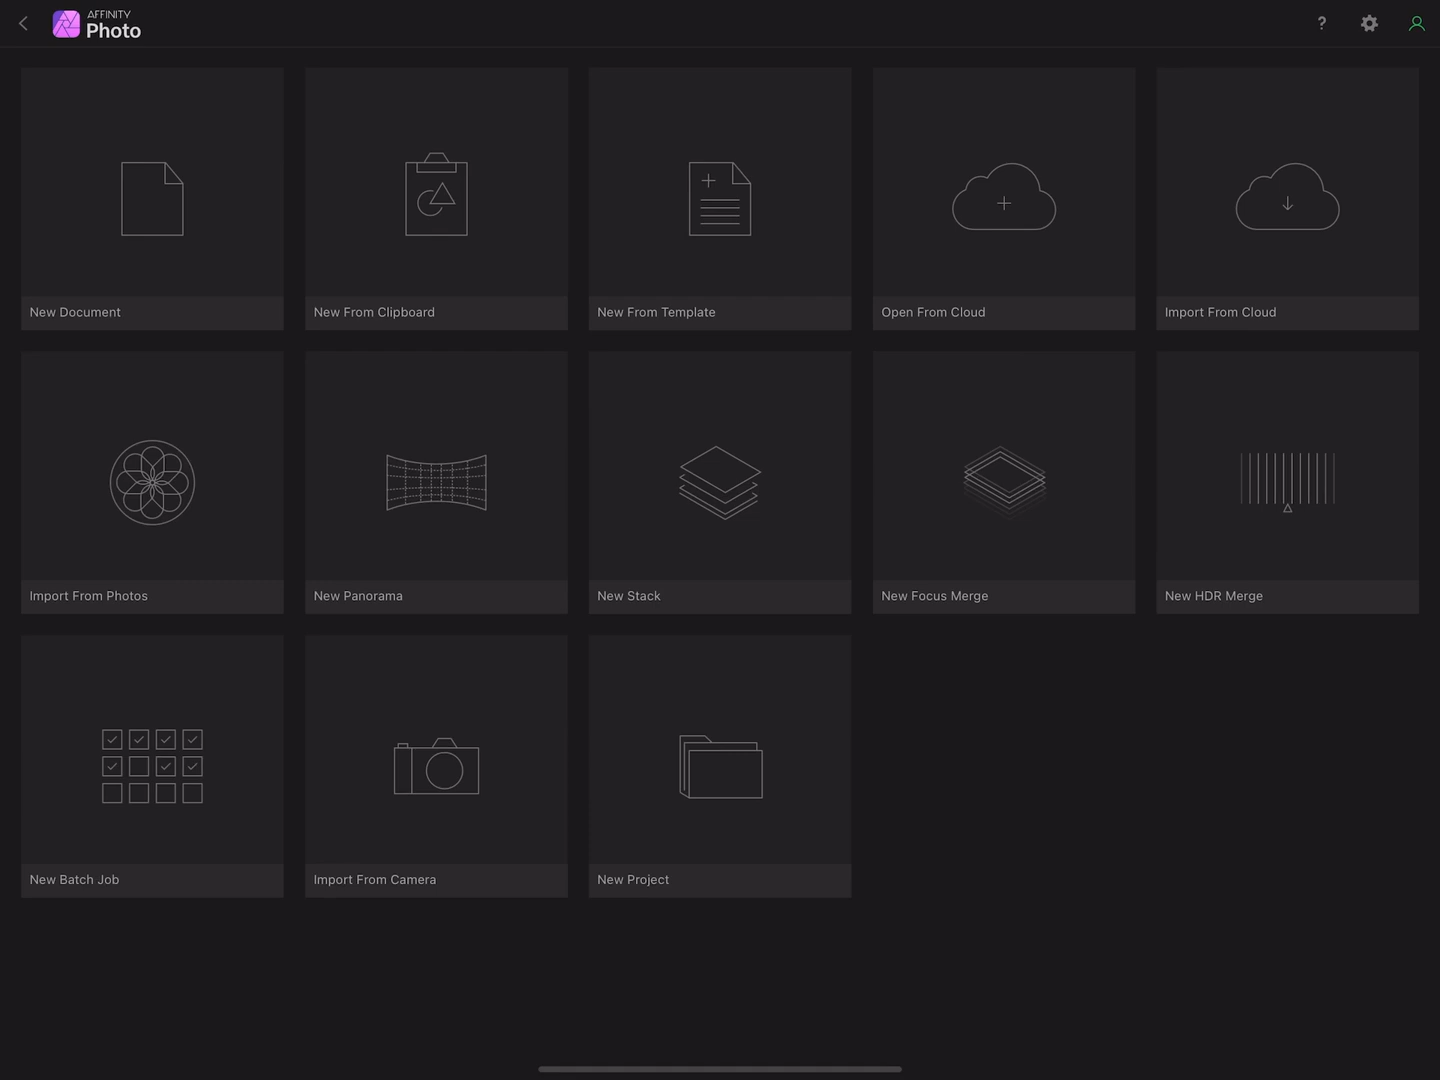 AFFINITY
Photo
?
New Document
New From Clipboard
New From Template
Open From Cloud
Import From Cloud
Import From Photos
New Panorama
New Stack
New Focus Merge
New HDR Merge
New Batch Job
Import From Camera
New Project